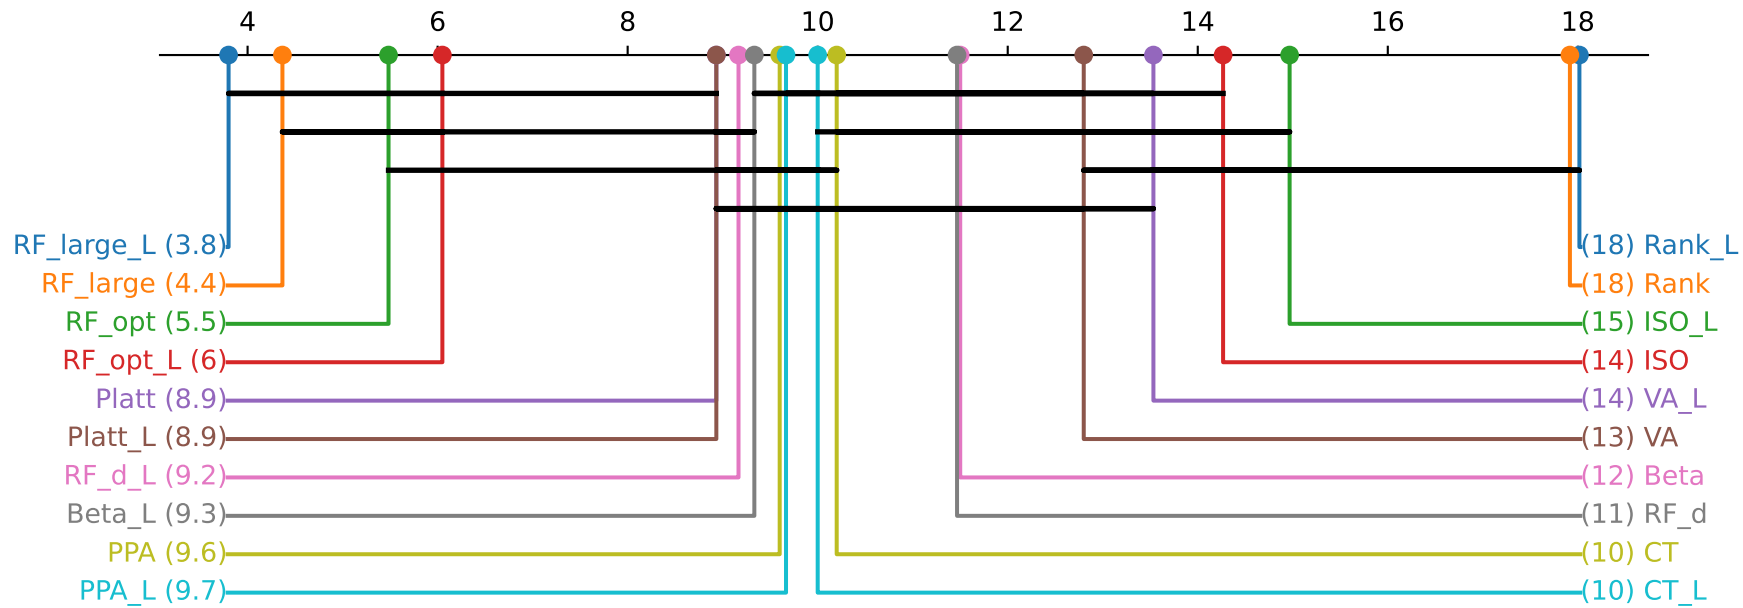 4 6 8 10 12 14 16 18
RF_large_L (3.8) (18) Rank_L
RF_large (4.4) (18) Rank
RF_opt (5.5) (15) ISO_L
RF_opt_L (6) (14) ISO
Platt (8.9) (14) VA_L
Platt_L (8.9) (13) VA
RF_d_L (9.2) (12) Beta
Beta_L (9.3) (11) RF_d
PPA (9.6) (10) CT
PPA_L (9.7) (10) CT_L